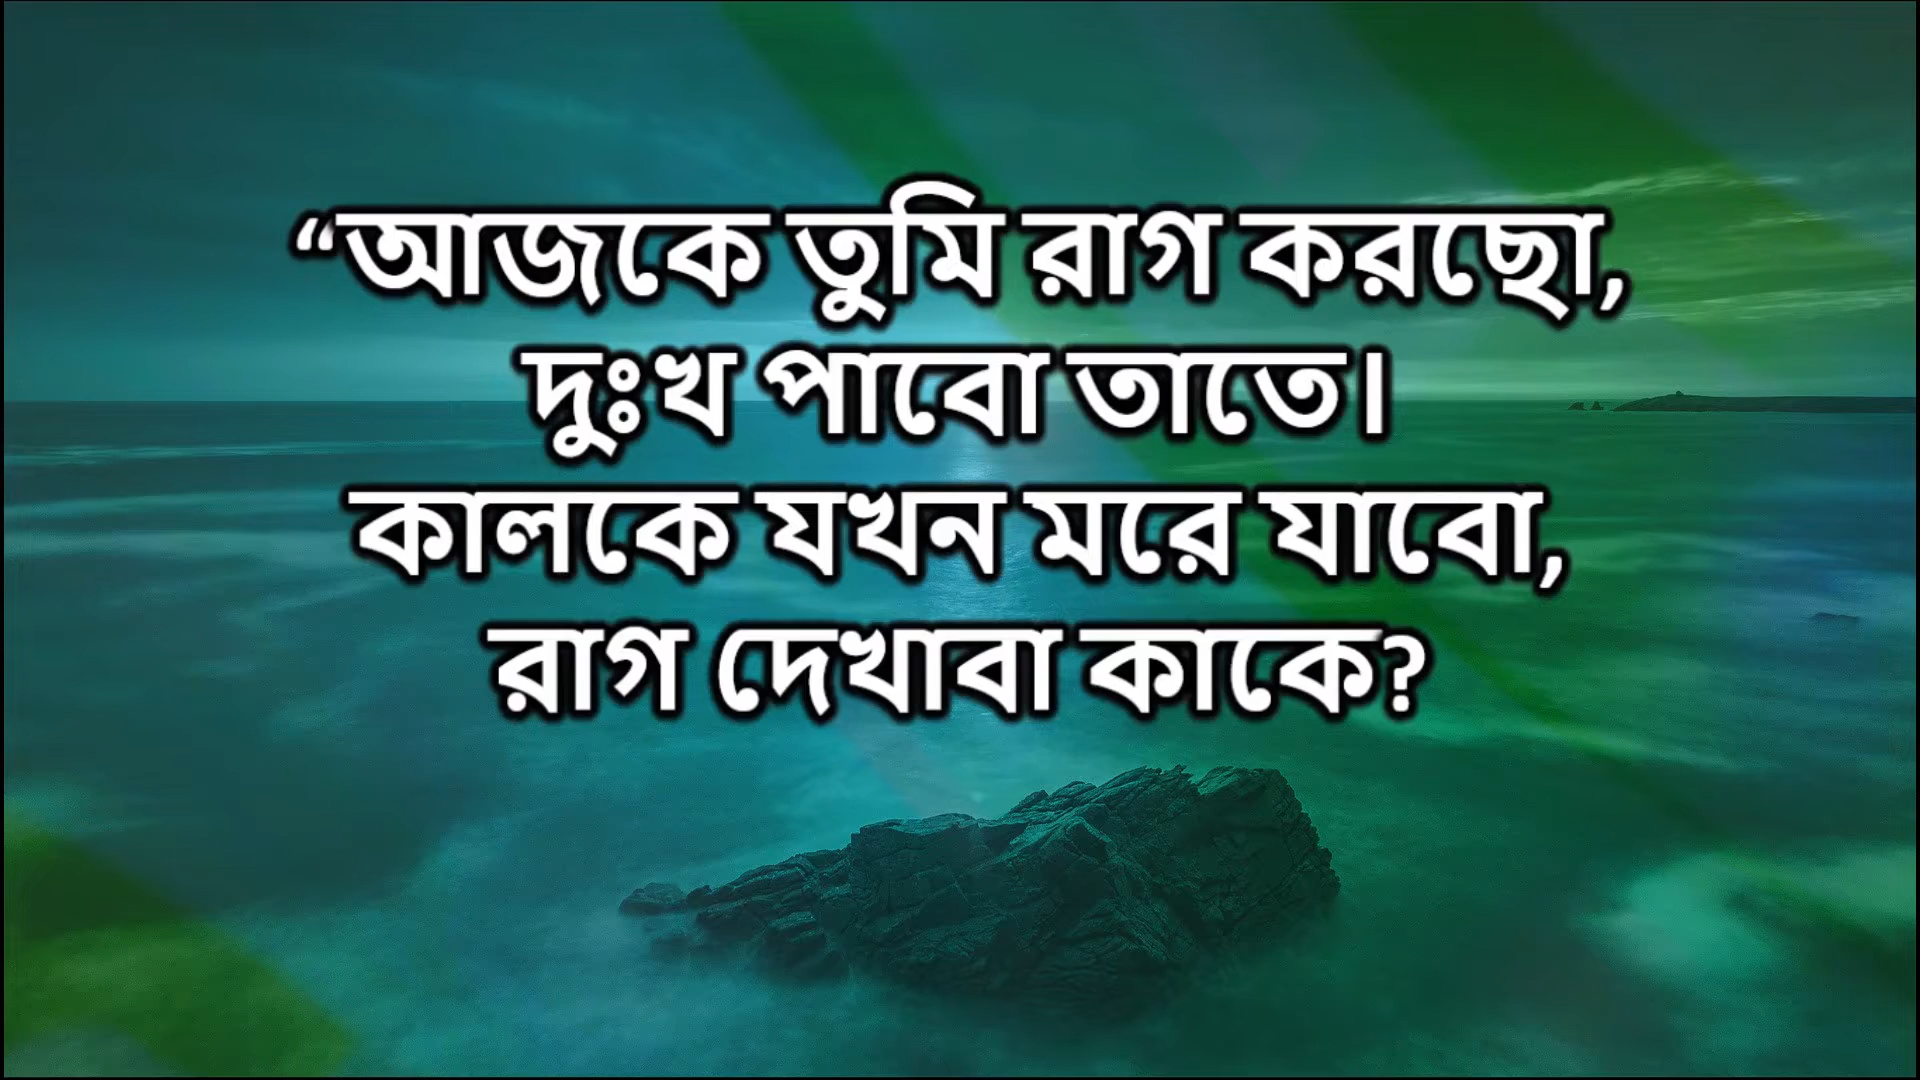 “আজকে তুমি রাগ করছো,
দুঃখ পাবো তাতে।
কালকে যখন মরে যাবো,
রাগ দেখাবা কাকে?